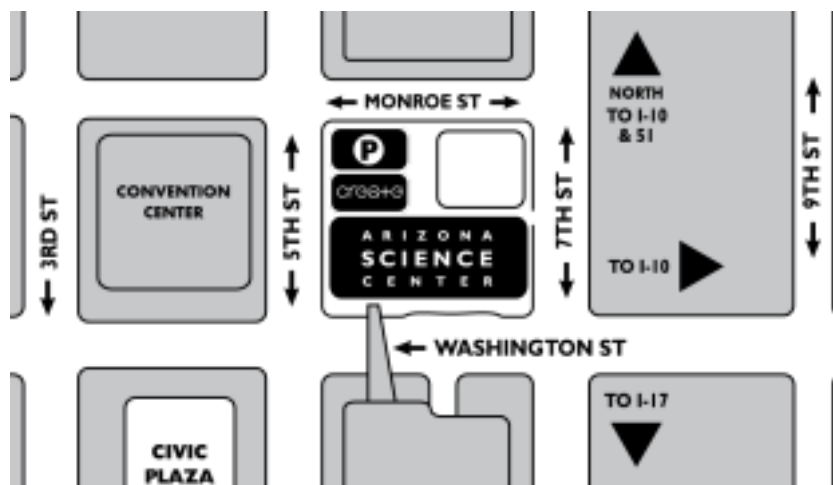 MONROE ST
NORTH
TO I-10
& 51
P
create
CONVENTION
CENTER
3RD ST
5TH ST
7TH ST
9TH ST
ARIZONA
SCIENCE
CENTER
TO I-10
WASHINGTON ST
TO I-17
CIVIC
PLAZA